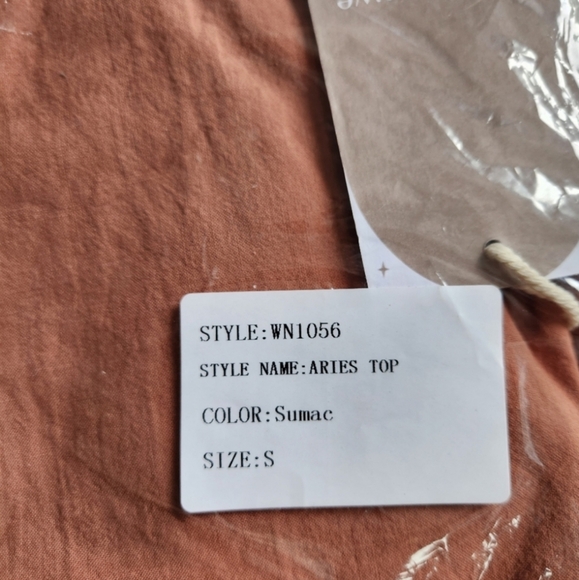 STYLE:WN1056
STYLE NAME:ARIES TOP
COLOR:Sumac
SIZE:S